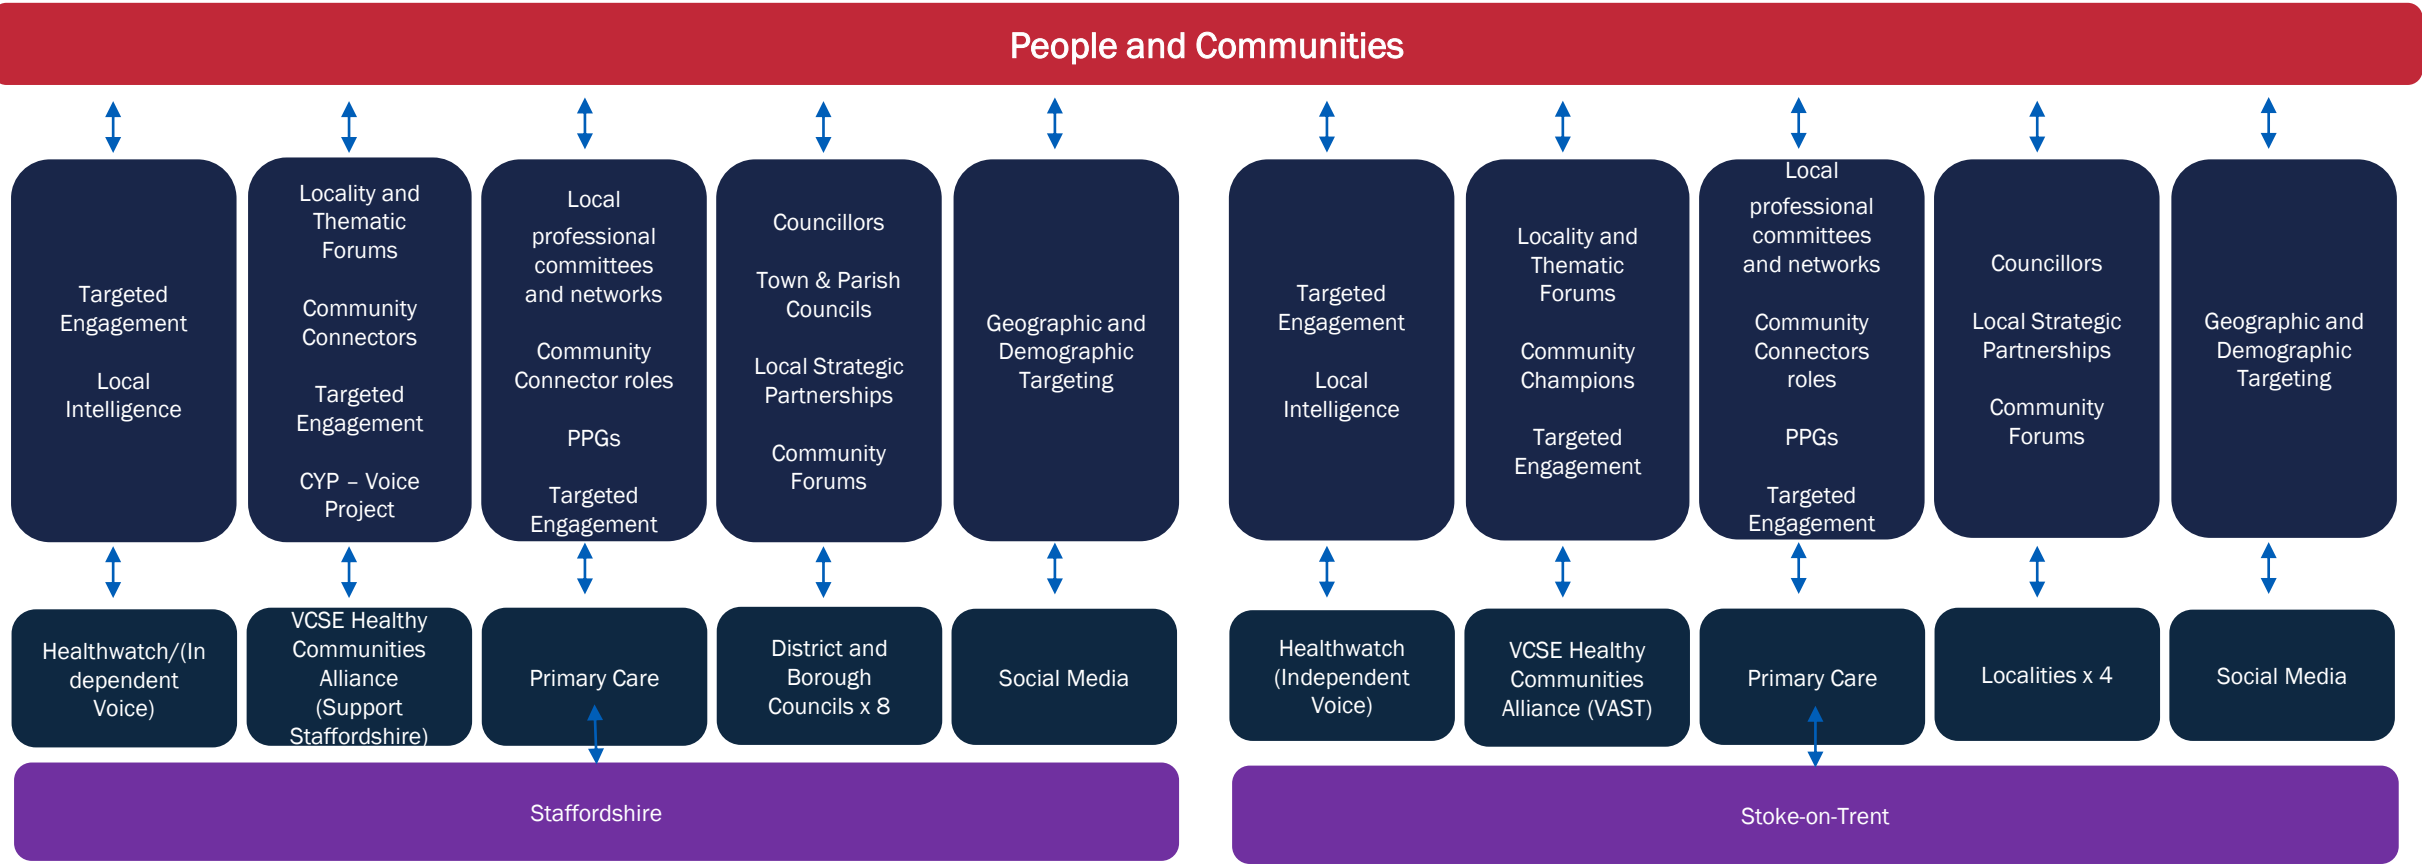 People and Communities
Targeted
Engagement
Local
Intelligence
Locality and
Thematic
Forums
Community
Connectors
Targeted
Engagement
CYP – Voice
Project
Local
professional
committees
and networks
Community
Connector roles
PPGs
Targeted
Engagement
Councillors
Town & Parish
Councils
Local Strategic
Partnerships
Community
Forums
Geographic and
Demographic
Targeting
Targeted
Engagement
Local
Intelligence
Locality and
Thematic
Forums
Community
Champions
Targeted
Engagement
Local
professional
committees
and networks
Community
Connectors
roles
PPGs
Targeted
Engagement
Councillors
Local Strategic
Partnerships
Community
Forums
Geographic and
Demographic
Targeting
Healthwatch/(In
dependent
Voice)
VCSE Healthy
Communities
Alliance
(Support
Staffordshire)
Primary Care
District and
Borough
Councils x 8
Social Media
Healthwatch
(Independent
Voice)
VCSE Healthy
Communities
Alliance (VAST)
Primary Care
Localities x 4
Social Media
Staffordshire
Stoke-on-Trent